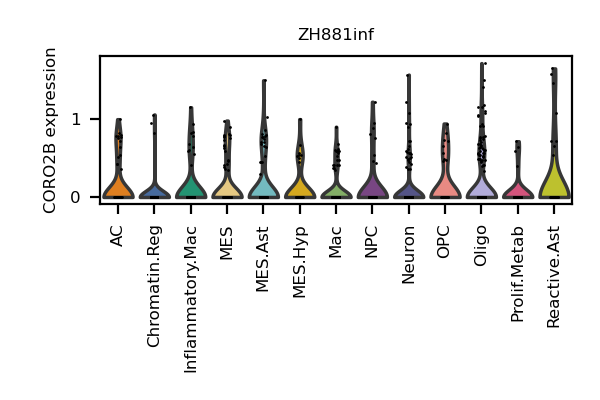 ZH881inf
CORO2B expression
1
0
AC
Chromatin.Reg
Inflammatory.Mac
MES
MES.Ast
MES.Hyp
Mac
NPC
Neuron
OPC
Oligo
Prolif.Metab
Reactive.Ast